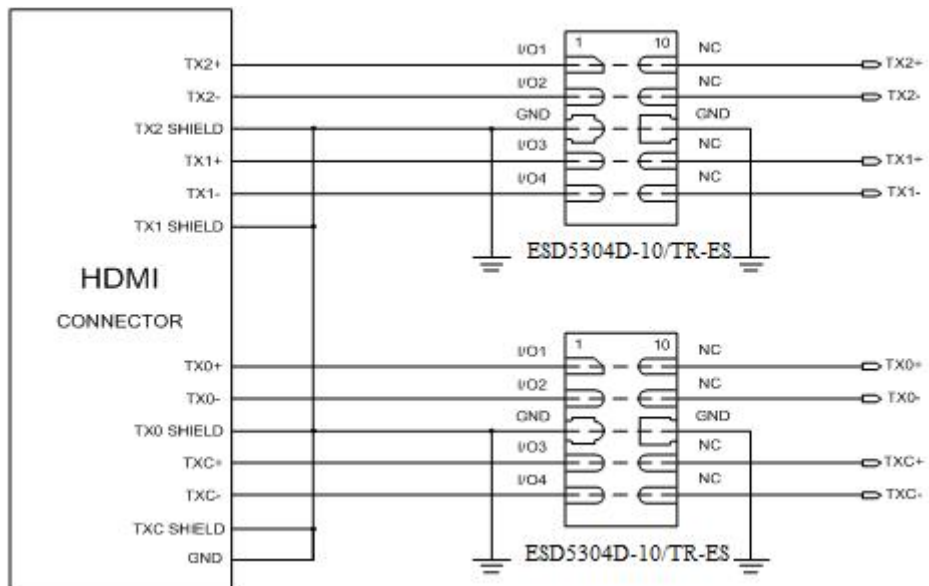 I/O1 1 10 NC
TX2+ TX2+
I/O2 NC
TX2- TX2-
GND GND
TX2 SHIELD
I/O3 NC
TX1+ TX1+
I/O4 NC
TX1- TX1-
TX1 SHIELD
ESD5304D-10/TR-ES
HDMI
CONNECTOR
I/O1 1 10 NC
TX0+ TX0+
I/O2 NC
TX0- TX0-
GND GND
TX0 SHIELD
I/O3 NC
TXC+ TXC+
I/O4 NC
TXC- TXC-
TXC SHIELD
GND
ESD5304D-10/TR-ES